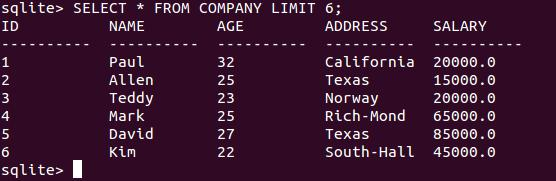 sqlite> SELECT * FROM COMPANY LIMIT 6;
ID          NAME        AGE         ADDRESS     SALARY
----------  ----------  ----------  ----------  ----------
1           Paul        32          California  20000.0
2           Allen       25          Texas       15000.0
3           Teddy       23          Norway      20000.0
4           Mark        25          Rich-Mond   65000.0
5           David       27          Texas       85000.0
6           Kim         22          South-Hall  45000.0
sqlite>